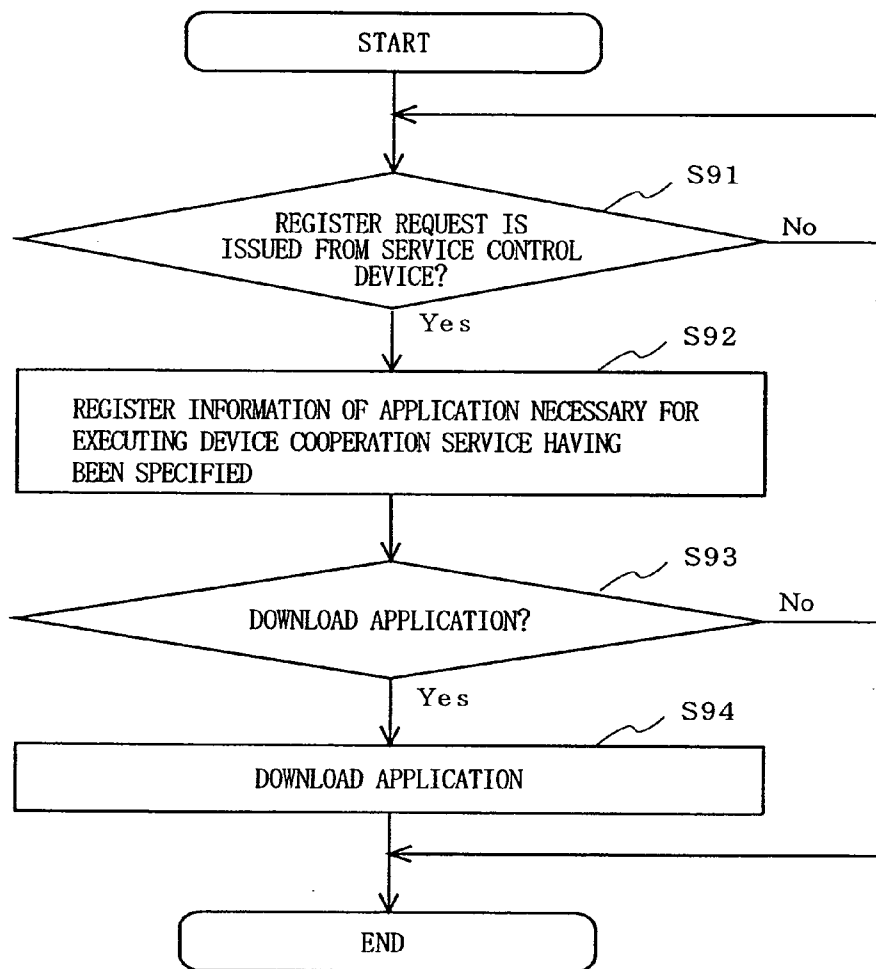 START
S91
REGISTER REQUEST IS
ISSUED FROM SERVICE CONTROL
DEVICE?
No
Yes
S92
REGISTER INFORMATION OF APPLICATION NECESSARY FOR
EXECUTING DEVICE COOPERATION SERVICE HAVING
BEEN SPECIFIED
S93
DOWNLOAD APPLICATION?
No
Yes
S94
DOWNLOAD APPLICATION
END